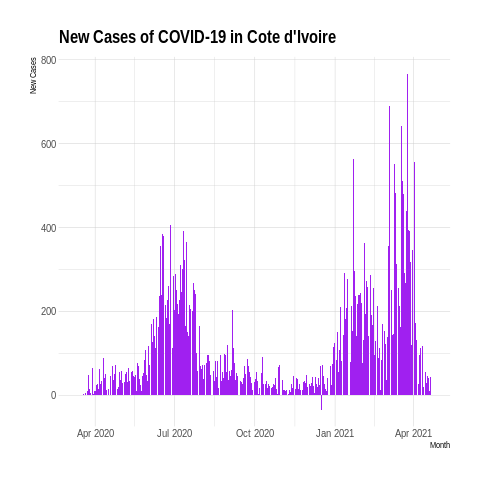 New Cases of COVID-19 in Cote d'Ivoire
New Cases
800
600
400
200
0
Apr 2020 Jul 2020 Oct 2020 Jan 2021 Apr 2021
Month